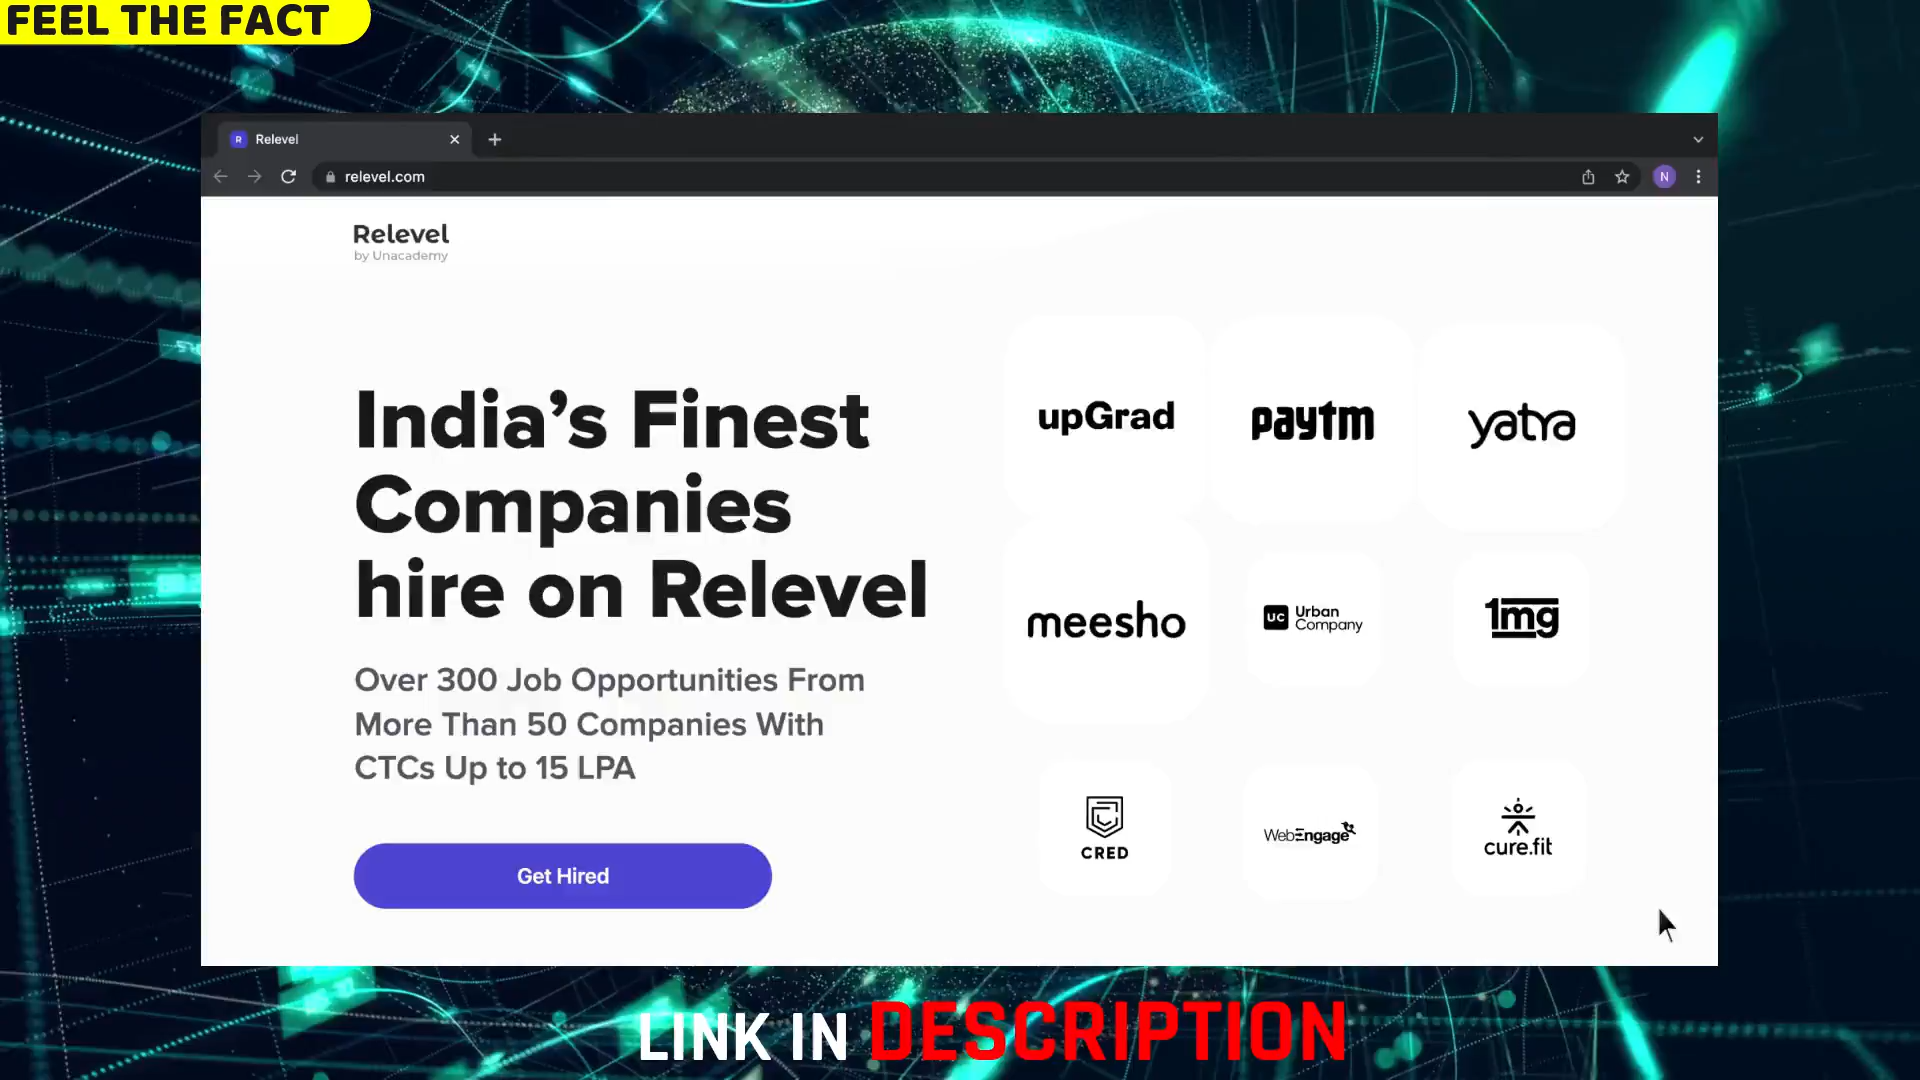 FEEL THE FACT
R Relevel
relevel.com
N
Relevel
by Unacademy
India’s Finest
Companies
hire on Relevel
Over 300 Job Opportunities From
More Than 50 Companies With
CTCs Up to 15 LPA
Get Hired
upGrad
paytm
yatra
meesho
UC Urban
Company
1mg
CRED
WebEngage
cure.fit
LINK IN DESCRIPTION